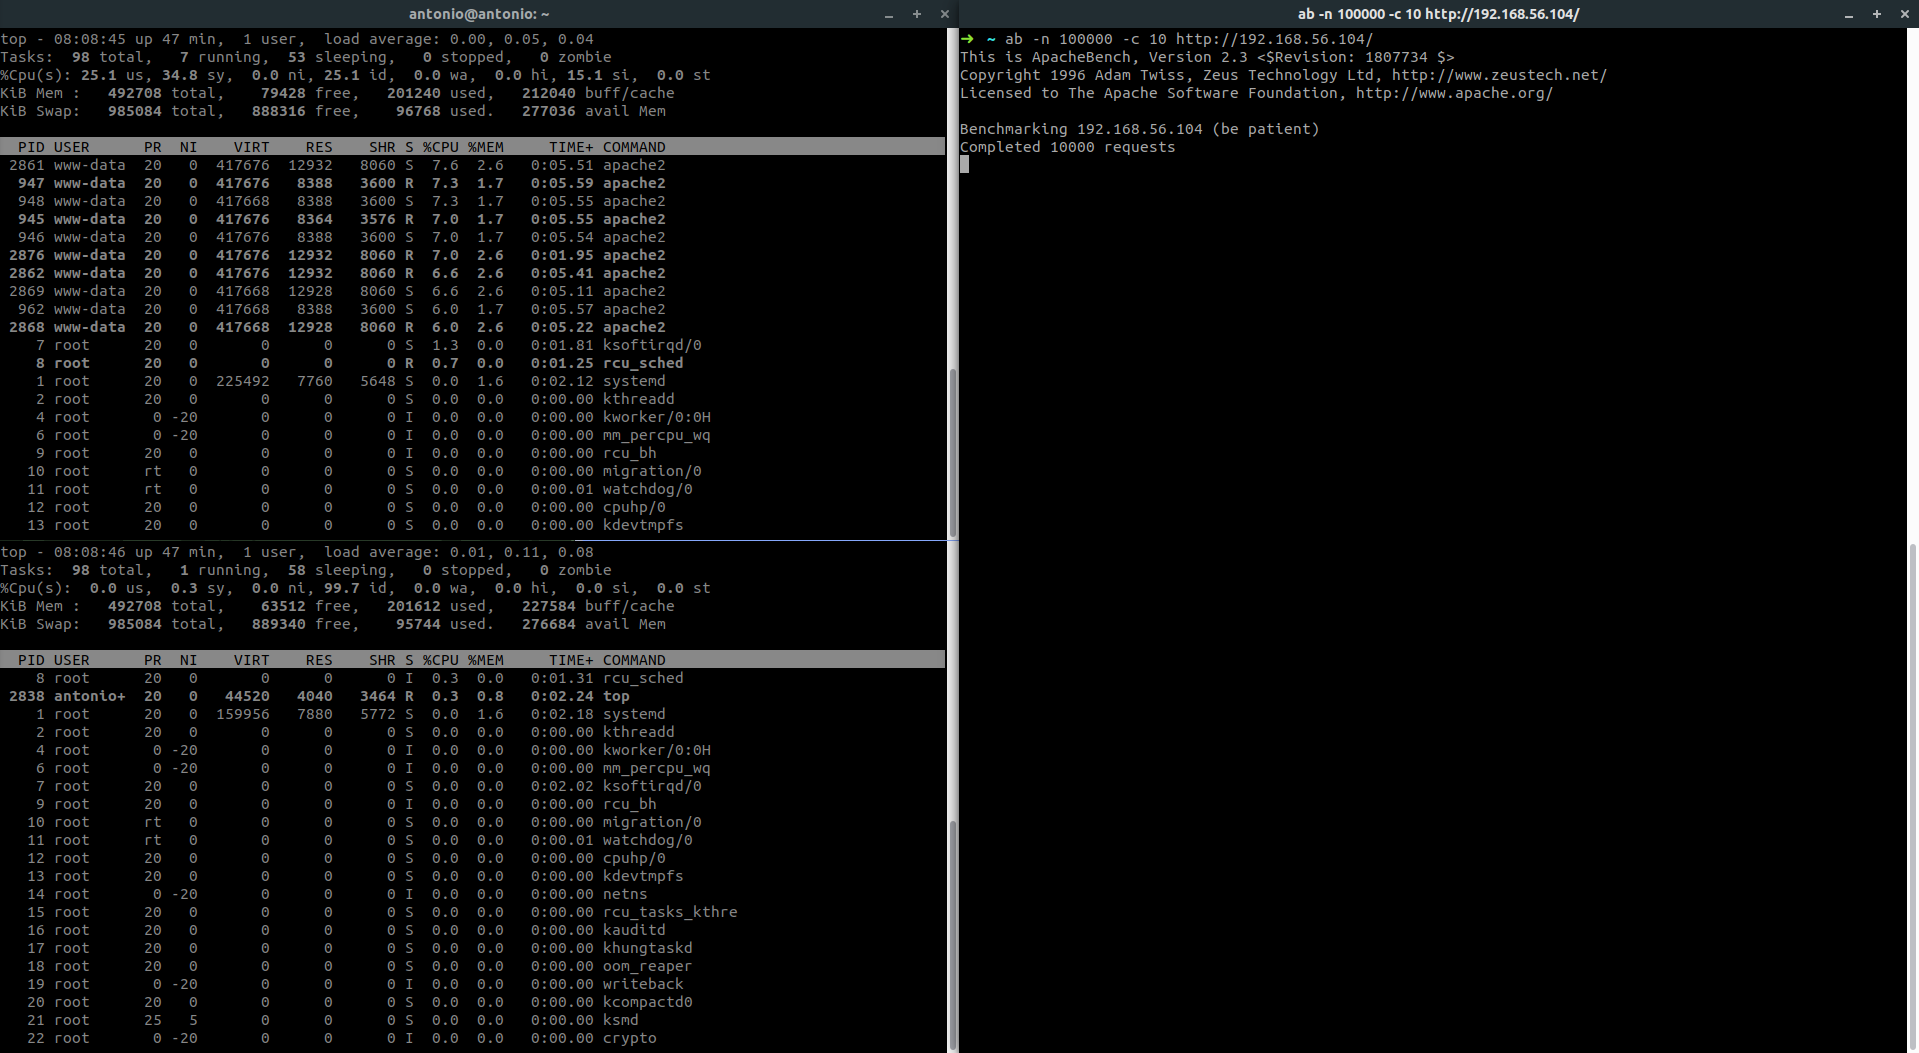 antonio@antonio: ~
top - 08:08:45 up 47 min,  1 user,  load average: 0.00, 0.05, 0.04
Tasks:  98 total,   7 running,  53 sleeping,   0 stopped,   0 zombie
%Cpu(s): 25.1 us, 34.8 sy,  0.0 ni, 25.1 id,  0.0 wa,  0.0 hi, 15.1 si,  0.0 st
KiB Mem :   492708 total,    79428 free,   201240 used,   212040 buff/cache
KiB Swap:   985084 total,   888316 free,    96768 used.   277036 avail Mem
  PID USER      PR  NI    VIRT    RES    SHR S %CPU %MEM     TIME+ COMMAND
 2861 www-data  20   0  417676  12932   8060 S  7.6  2.6   0:05.51 apache2
  947 www-data  20   0  417676   8388   3600 R  7.3  1.7   0:05.59 apache2
  948 www-data  20   0  417668   8388   3600 S  7.3  1.7   0:05.55 apache2
  945 www-data  20   0  417676   8364   3576 R  7.0  1.7   0:05.55 apache2
  946 www-data  20   0  417676   8388   3600 S  7.0  1.7   0:05.54 apache2
 2876 www-data  20   0  417676  12932   8060 R  7.0  2.6   0:01.95 apache2
 2862 www-data  20   0  417676  12932   8060 R  6.6  2.6   0:05.41 apache2
 2869 www-data  20   0  417668  12928   8060 S  6.6  2.6   0:05.11 apache2
  962 www-data  20   0  417668   8388   3600 S  6.0  1.7   0:05.57 apache2
 2868 www-data  20   0  417668  12928   8060 R  6.0  2.6   0:05.22 apache2
    7 root      20   0       0      0      0 S  1.3  0.0   0:01.81 ksoftirqd/0
    8 root      20   0       0      0      0 R  0.7  0.0   0:01.25 rcu_sched
    1 root      20   0  225492   7760   5648 S  0.0  1.6   0:02.12 systemd
    2 root      20   0       0      0      0 S  0.0  0.0   0:00.00 kthreadd
    4 root       0 -20       0      0      0 I  0.0  0.0   0:00.00 kworker/0:0H
    6 root       0 -20       0      0      0 I  0.0  0.0   0:00.00 mm_percpu_wq
    9 root      20   0       0      0      0 I  0.0  0.0   0:00.00 rcu_bh
   10 root      rt   0       0      0      0 S  0.0  0.0   0:00.00 migration/0
   11 root      rt   0       0      0      0 S  0.0  0.0   0:00.01 watchdog/0
   12 root      20   0       0      0      0 S  0.0  0.0   0:00.00 cpuhp/0
   13 root      20   0       0      0      0 S  0.0  0.0   0:00.00 kdevtmpfs
top - 08:08:46 up 47 min,  1 user,  load average: 0.01, 0.11, 0.08
Tasks:  98 total,   1 running,  58 sleeping,   0 stopped,   0 zombie
%Cpu(s):  0.0 us,  0.3 sy,  0.0 ni, 99.7 id,  0.0 wa,  0.0 hi,  0.0 si,  0.0 st
KiB Mem :   492708 total,    63512 free,   201612 used,   227584 buff/cache
KiB Swap:   985084 total,   889340 free,    95744 used.   276684 avail Mem
  PID USER      PR  NI    VIRT    RES    SHR S %CPU %MEM     TIME+ COMMAND
    8 root      20   0       0      0      0 I  0.3  0.0   0:01.31 rcu_sched
 2838 antonio+  20   0   44520   4040   3464 R  0.3  0.8   0:02.24 top
    1 root      20   0  159956   7880   5772 S  0.0  1.6   0:02.18 systemd
    2 root      20   0       0      0      0 S  0.0  0.0   0:00.00 kthreadd
    4 root       0 -20       0      0      0 I  0.0  0.0   0:00.00 kworker/0:0H
    6 root       0 -20       0      0      0 I  0.0  0.0   0:00.00 mm_percpu_wq
    7 root      20   0       0      0      0 S  0.0  0.0   0:02.02 ksoftirqd/0
    9 root      20   0       0      0      0 I  0.0  0.0   0:00.00 rcu_bh
   10 root      rt   0       0      0      0 S  0.0  0.0   0:00.00 migration/0
   11 root      rt   0       0      0      0 S  0.0  0.0   0:00.01 watchdog/0
   12 root      20   0       0      0      0 S  0.0  0.0   0:00.00 cpuhp/0
   13 root      20   0       0      0      0 S  0.0  0.0   0:00.00 kdevtmpfs
   14 root       0 -20       0      0      0 I  0.0  0.0   0:00.00 netns
   15 root      20   0       0      0      0 S  0.0  0.0   0:00.00 rcu_tasks_kthre
   16 root      20   0       0      0      0 S  0.0  0.0   0:00.00 kauditd
   17 root      20   0       0      0      0 S  0.0  0.0   0:00.00 khungtaskd
   18 root      20   0       0      0      0 S  0.0  0.0   0:00.00 oom_reaper
   19 root       0 -20       0      0      0 I  0.0  0.0   0:00.00 writeback
   20 root      20   0       0      0      0 S  0.0  0.0   0:00.00 kcompactd0
   21 root      25   5       0      0      0 S  0.0  0.0   0:00.00 ksmd
   22 root       0 -20       0      0      0 I  0.0  0.0   0:00.00 crypto
ab -n 100000 -c 10 http://192.168.56.104/
➜  ~ ab -n 100000 -c 10 http://192.168.56.104/
This is ApacheBench, Version 2.3 <$Revision: 1807734 $>
Copyright 1996 Adam Twiss, Zeus Technology Ltd, http://www.zeustech.net/
Licensed to The Apache Software Foundation, http://www.apache.org/
Benchmarking 192.168.56.104 (be patient)
Completed 10000 requests